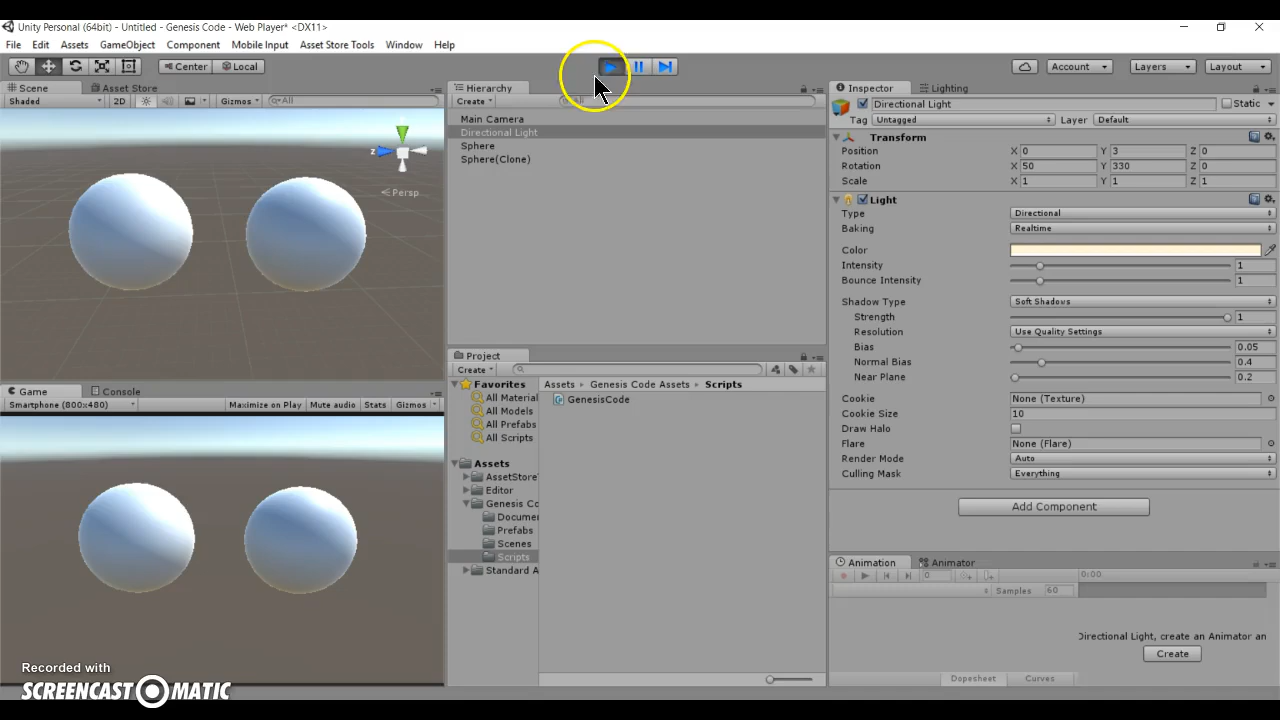 Unity Personal (64bit) - Untitled - Genesis Code - Web Player* <DX11>
File Edit Assets GameObject Component Mobile Input Asset Store Tools Window Help
Center Local Account Layers Layout
Scene Asset Store
Shaded 2D Gizmos All
Persp
z
Game Console
Smartphone (800x480) Maximize on Play Mute audio Stats Gizmos
Recorded with
SCREENCAST MATIC
Hierarchy
Create All
Main Camera
Directional Light
Sphere
Sphere(Clone)
Project
Create
Favorites
All Material
All Models
All Prefabs
All Scripts
Assets
AssetStore
Editor
Genesis Co
Docume
Prefabs
Scenes
Scripts
Standard A
Assets Genesis Code Assets Scripts
GenesisCode
Inspector Lighting
Directional Light Static
Tag Untagged Layer Default
Transform
Position X 0 Y 3 Z 0
Rotation X 50 Y 330 Z 0
Scale X 1 Y 1 Z 1
Light
Type Directional
Baking Realtime
Color
Intensity 1
Bounce Intensity 1
Shadow Type Soft Shadows
Strength 1
Resolution Use Quality Settings
Bias 0.05
Normal Bias 0.4
Near Plane 0.2
Cookie None (Texture)
Cookie Size 10
Draw Halo
Flare None (Flare)
Render Mode Auto
Culling Mask Everything
Add Component
Animation Animator
0 0:00
Samples 60
Directional Light, create an Animator an
Create
Dopesheet Curves